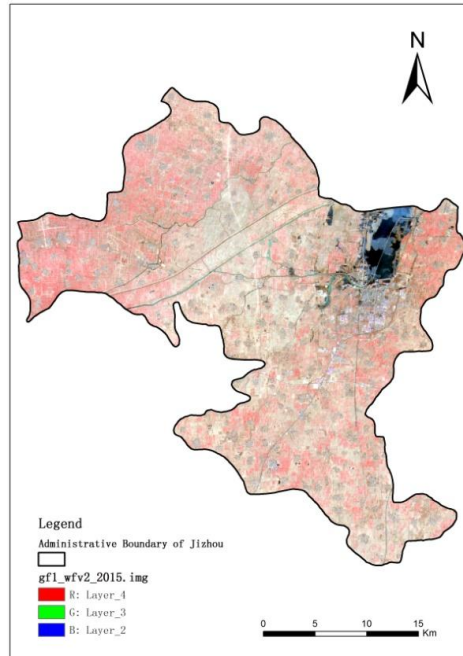 N
Legend
Administrative Boundary of Jizhou
gf1_wfv2_2015.img
R: Layer_4
G: Layer_3
B: Layer_2
0 5 10 15
Km